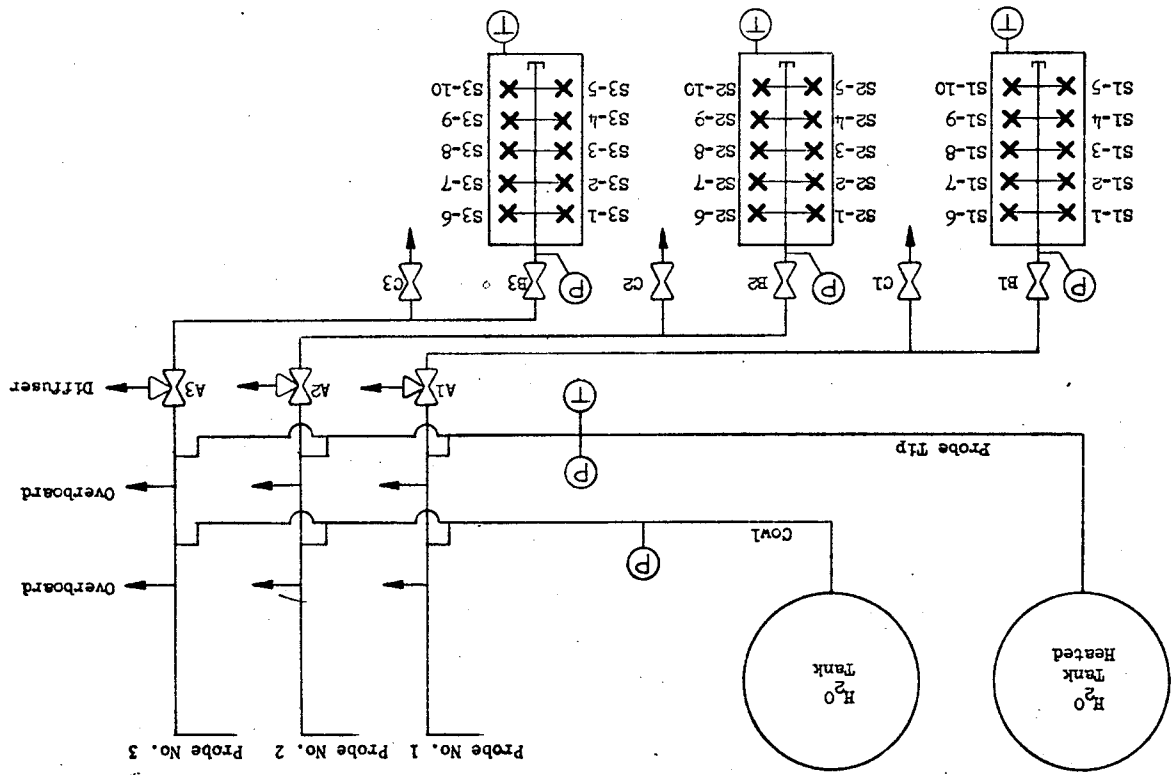 Probe No. 1
Probe No. 2
Probe No. 3
H₂O
Tank
Heated
H₂O
Tank
Overboard
P
Cowl
Overboard
P
Probe Tip
T
A1
A2
A3
Diffuser
P
B1
C1
P
B2
C2
P
B3
C3
S1-1
S1-6
S1-2
S1-7
S1-3
S1-8
S1-4
S1-9
S1-5
S1-10
T
S2-1
S2-6
S2-2
S2-7
S2-3
S2-8
S2-4
S2-9
S2-5
S2-10
T
S3-1
S3-6
S3-2
S3-7
S3-3
S3-8
S3-4
S3-9
S3-5
S3-10
T